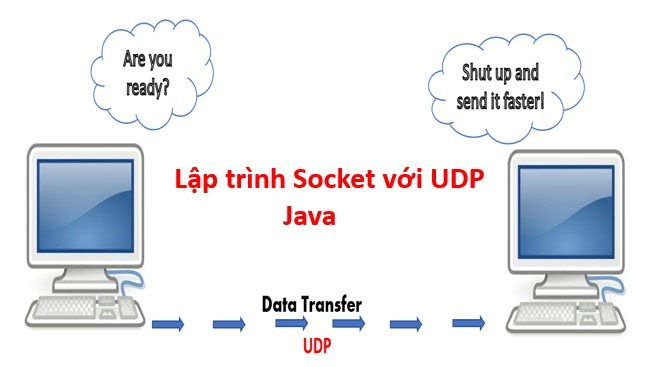 Are you
ready?
Shut up and
send it faster!
Lập trình Socket với UDP
Java
Data Transfer
UDP